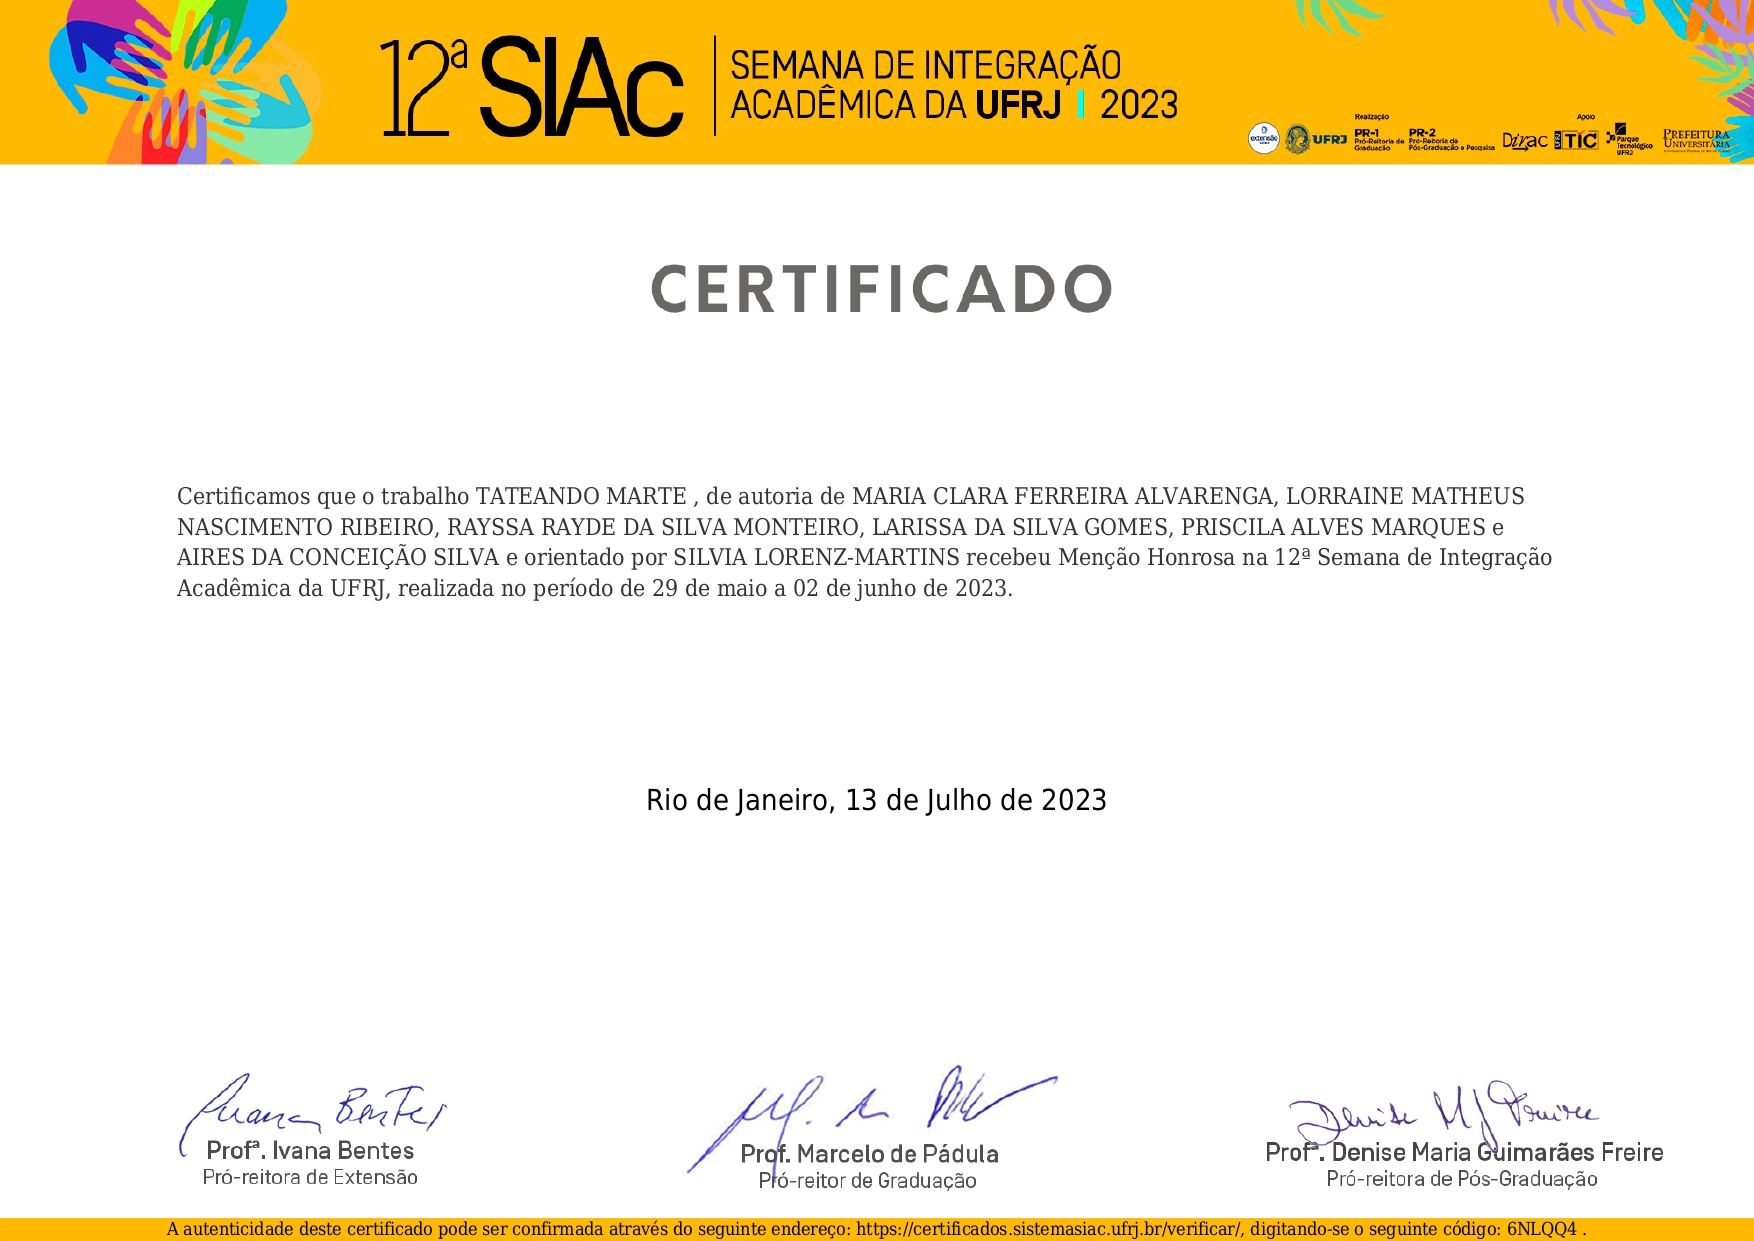 12ª SIAc
SEMANA DE INTEGRAÇÃO
ACADÊMICA DA UFRJ | 2023
Realização
Apoio
extensão
UFRJ
PR-1
Pró-Reitoria de
Graduação
PR-2
Pró-Reitoria de
Pós-Graduação e Pesquisa
Dirac
TIC
Parque
Tecnológico
UFRJ
PREFEITURA
UNIVERSITÁRIA
CERTIFICADO
Certificamos que o trabalho TATEANDO MARTE , de autoria de MARIA CLARA FERREIRA ALVARENGA, LORRAINE MATHEUS
NASCIMENTO RIBEIRO, RAYSSA RAYDE DA SILVA MONTEIRO, LARISSA DA SILVA GOMES, PRISCILA ALVES MARQUES e
AIRES DA CONCEIÇÃO SILVA e orientado por SILVIA LORENZ-MARTINS recebeu Menção Honrosa na 12ª Semana de Integração
Acadêmica da UFRJ, realizada no período de 29 de maio a 02 de junho de 2023.
Rio de Janeiro, 13 de Julho de 2023
Profª. Ivana Bentes
Pró-reitora de Extensão
Prof. Marcelo de Pádula
Pró-reitor de Graduação
Profª. Denise Maria Guimarães Freire
Pró-reitora de Pós-Graduação
A autenticidade deste certificado pode ser confirmada através do seguinte endereço: https://certificados.sistemasiac.ufrj.br/verificar/, digitando-se o seguinte código: 6NLQQ4 .